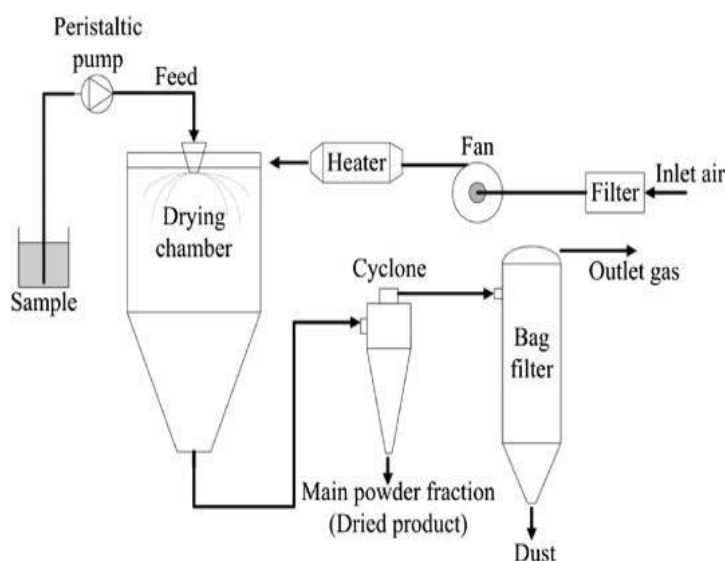 Peristaltic
pump
Feed
Fan
Heater
Inlet air
Filter
Drying
chamber
Sample
Cyclone
Outlet gas
Bag
filter
Main powder fraction
(Dried product)
Dust